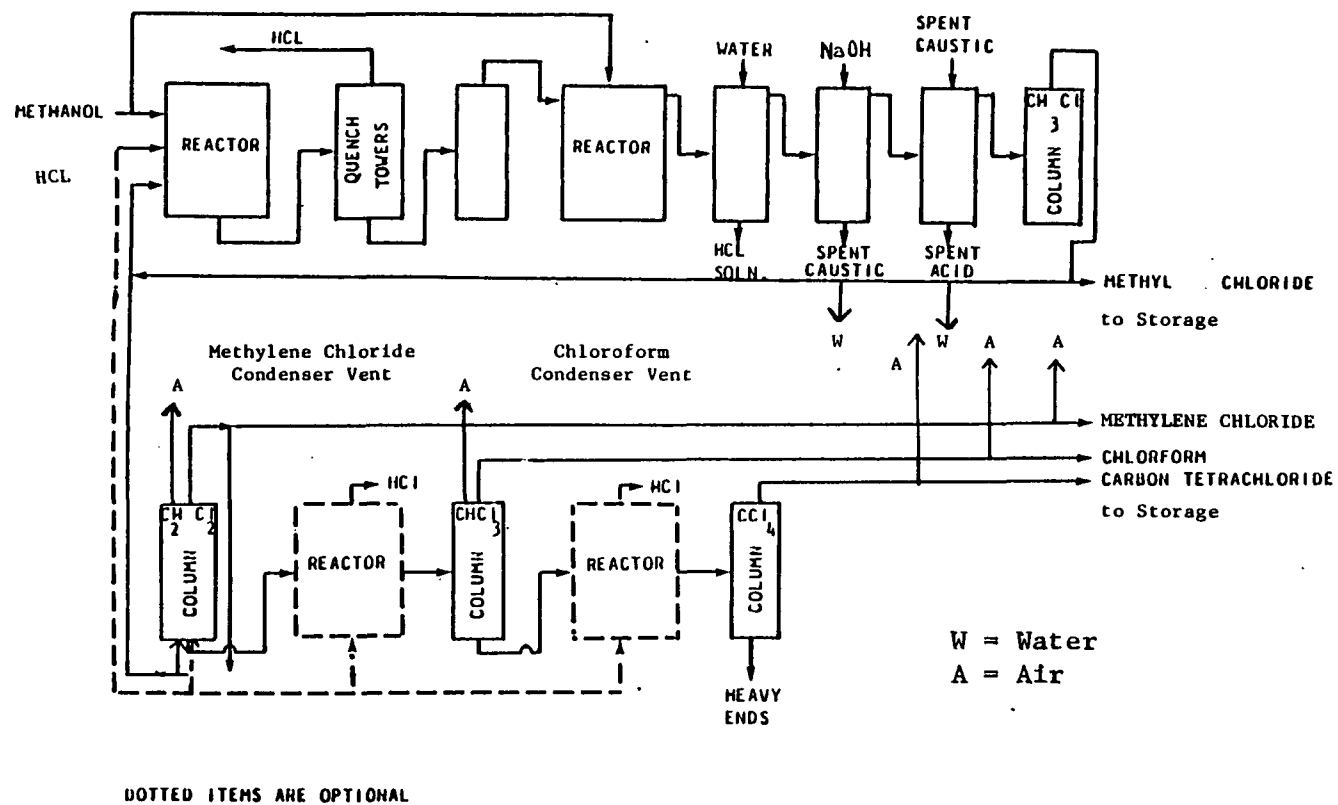 HCL
METHANOL
HCL
REACTOR
QUENCH
TOWERS
REACTOR
WATER
NaOH
SPENT
CAUSTIC
CH Cl
3
COLUMN
HCL
SOLN.
SPENT
CAUSTIC
SPENT
ACID
METHYL CHLORIDE
to Storage
W
W
A
A
A
Methylene Chloride
Condenser Vent
Chloroform
Condenser Vent
A
A
METHYLENE CHLORIDE
CHLORFORM
CARBON TETRACHLORIDE
to Storage
CH Cl
2 2
COLUMN
HCl
REACTOR
CHCl
3
COLUMN
HCl
REACTOR
CCl
4
COLUMN
HEAVY
ENDS
W = Water
A = Air
DOTTED ITEMS ARE OPTIONAL